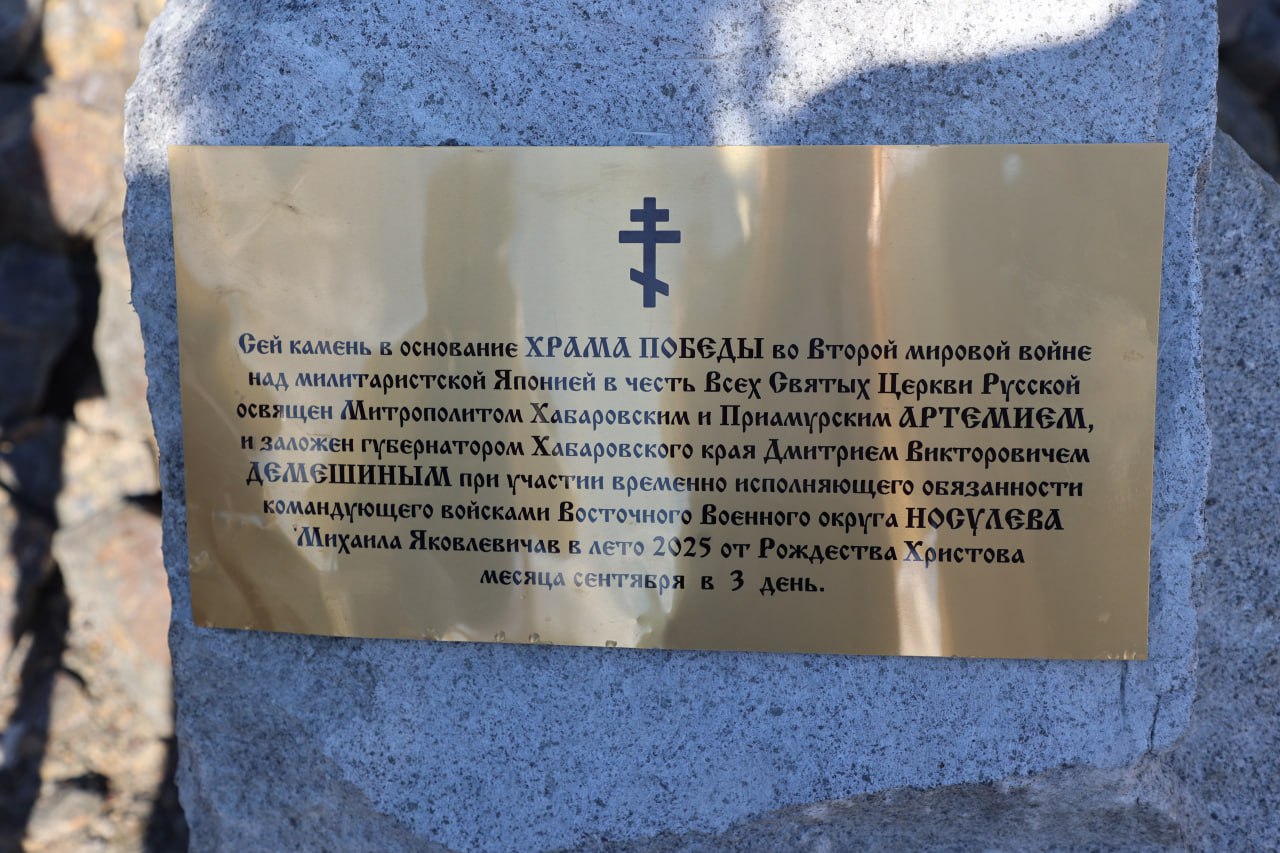 Сей камень в основание ХРАМА ПОБЕДЫ во Второй мировой войне
над милитаристской Японией в честь Всех Святых Церкви Русской
освящен Митрополитом Хабаровским и Приамурским АРТЕМИЕМ,
и заложен губернатором Хабаровского края Дмитрием Викторовичем
ДЕМЕШИНЫМ при участии временно исполняющего обязанности
командующего войсками Восточного Военного округа НОСУЛЕВА
Михаила Яковлевичав в лето 2025 от Рождества Христова
месяца сентября в 3 день.